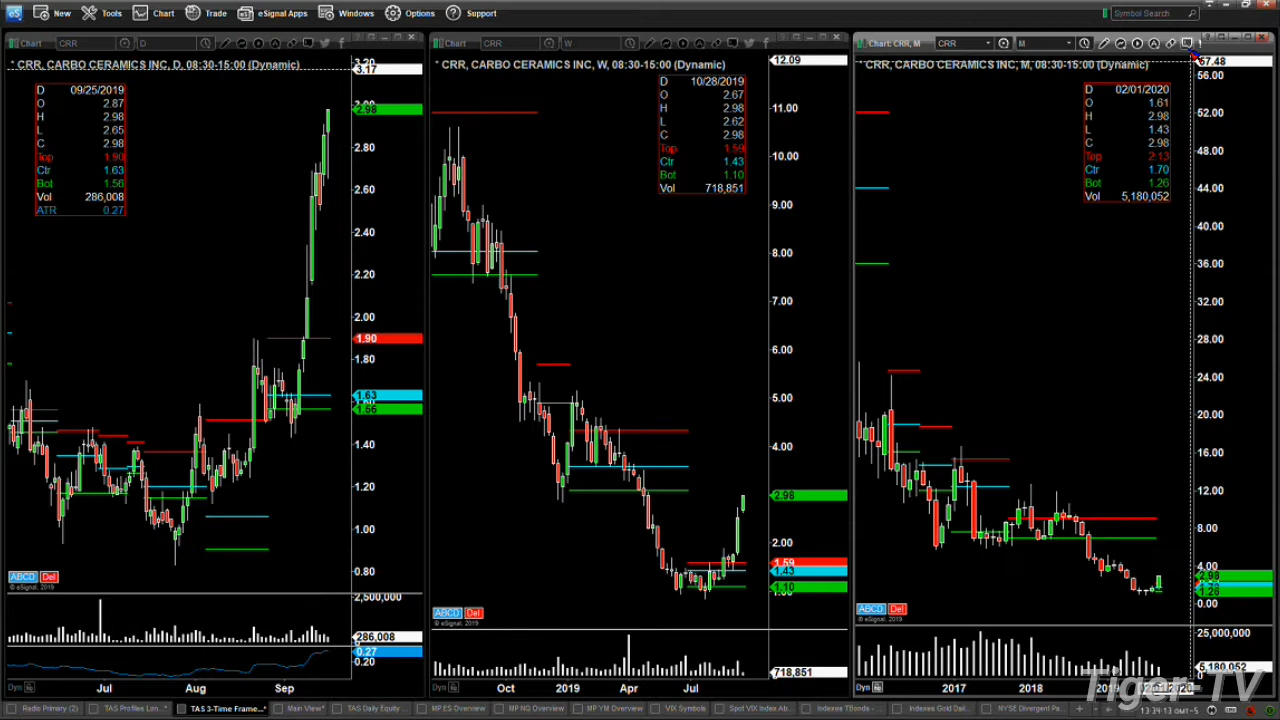 eS New Tools Chart Trade eSignal Apps Windows Options Support Symbol Search
Chart CRR D
* CRR, CARBO CERAMICS INC, D, 08:30-15:00 (Dynamic)
D 09/25/2019
O 2.87
H 2.98
L 2.65
C 2.98
Top 1.90
Ctr 1.63
Bot 1.56
Vol 286,008
ATR 0.27
3.20
3.17
2.98
2.80
2.60
2.40
2.20
2.00
1.90
1.80
1.63
1.56
1.40
1.20
1.00
0.80
ABCD Del
© eSignal, 2019
2,500,000
286,008
0.27
0.20
Dyn Jul Aug Sep
Chart CRR W
* CRR, CARBO CERAMICS INC, W, 08:30-15:00 (Dynamic)
D 10/28/2019
O 2.67
H 2.98
L 2.62
C 2.98
Top 1.59
Ctr 1.43
Bot 1.10
Vol 718,851
12.09
11.00
10.00
9.00
8.00
7.00
6.00
5.00
4.00
2.98
2.00
1.59
1.43
1.10
ABCD Del
© eSignal, 2019
718,851
Dyn Oct 2019 Apr Jul
Chart: CRR, M CRR M
* CRR, CARBO CERAMICS INC, M, 08:30-15:00 (Dynamic)
D 02/01/2020
O 1.61
H 2.98
L 1.43
C 2.98
Top 2.13
Ctr 1.70
Bot 1.26
Vol 5,180,052
57.48
56.00
52.00
48.00
44.00
40.00
36.00
32.00
28.00
24.00
20.00
16.00
12.00
8.00
4.00
2.98
1.26
0.00
ABCD Del
© eSignal, 2019
25,000,000
5,180,052
Dyn 2017 2018 2019
Tiger-TV
Radio Primary (2) TAS Profiles Lon... TAS 3-Time Frame...* Main View* TAS Daily Equity MP ES Overview MP NQ Overview MP YM Overview VIX Symbols Spot VIX Index Ab... Indexes TBonds - Indexes Gold Dail... NYSE Divergent Pa...
13:34:13 GMT-5